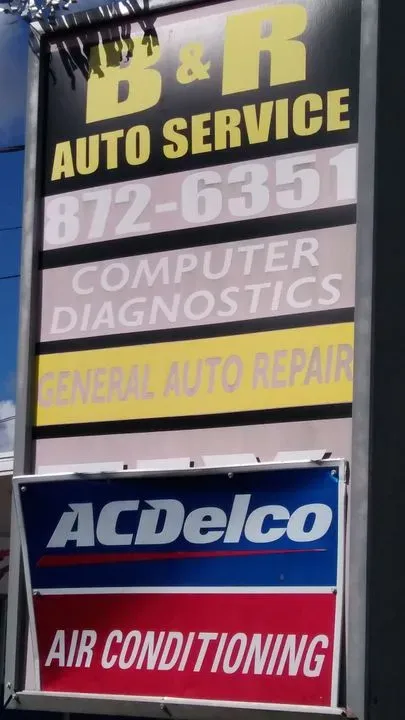 B & R
AUTO SERVICE
872-6351
COMPUTER
DIAGNOSTICS
GENERAL AUTO REPAIR
ACDelco
AIR CONDITIONING